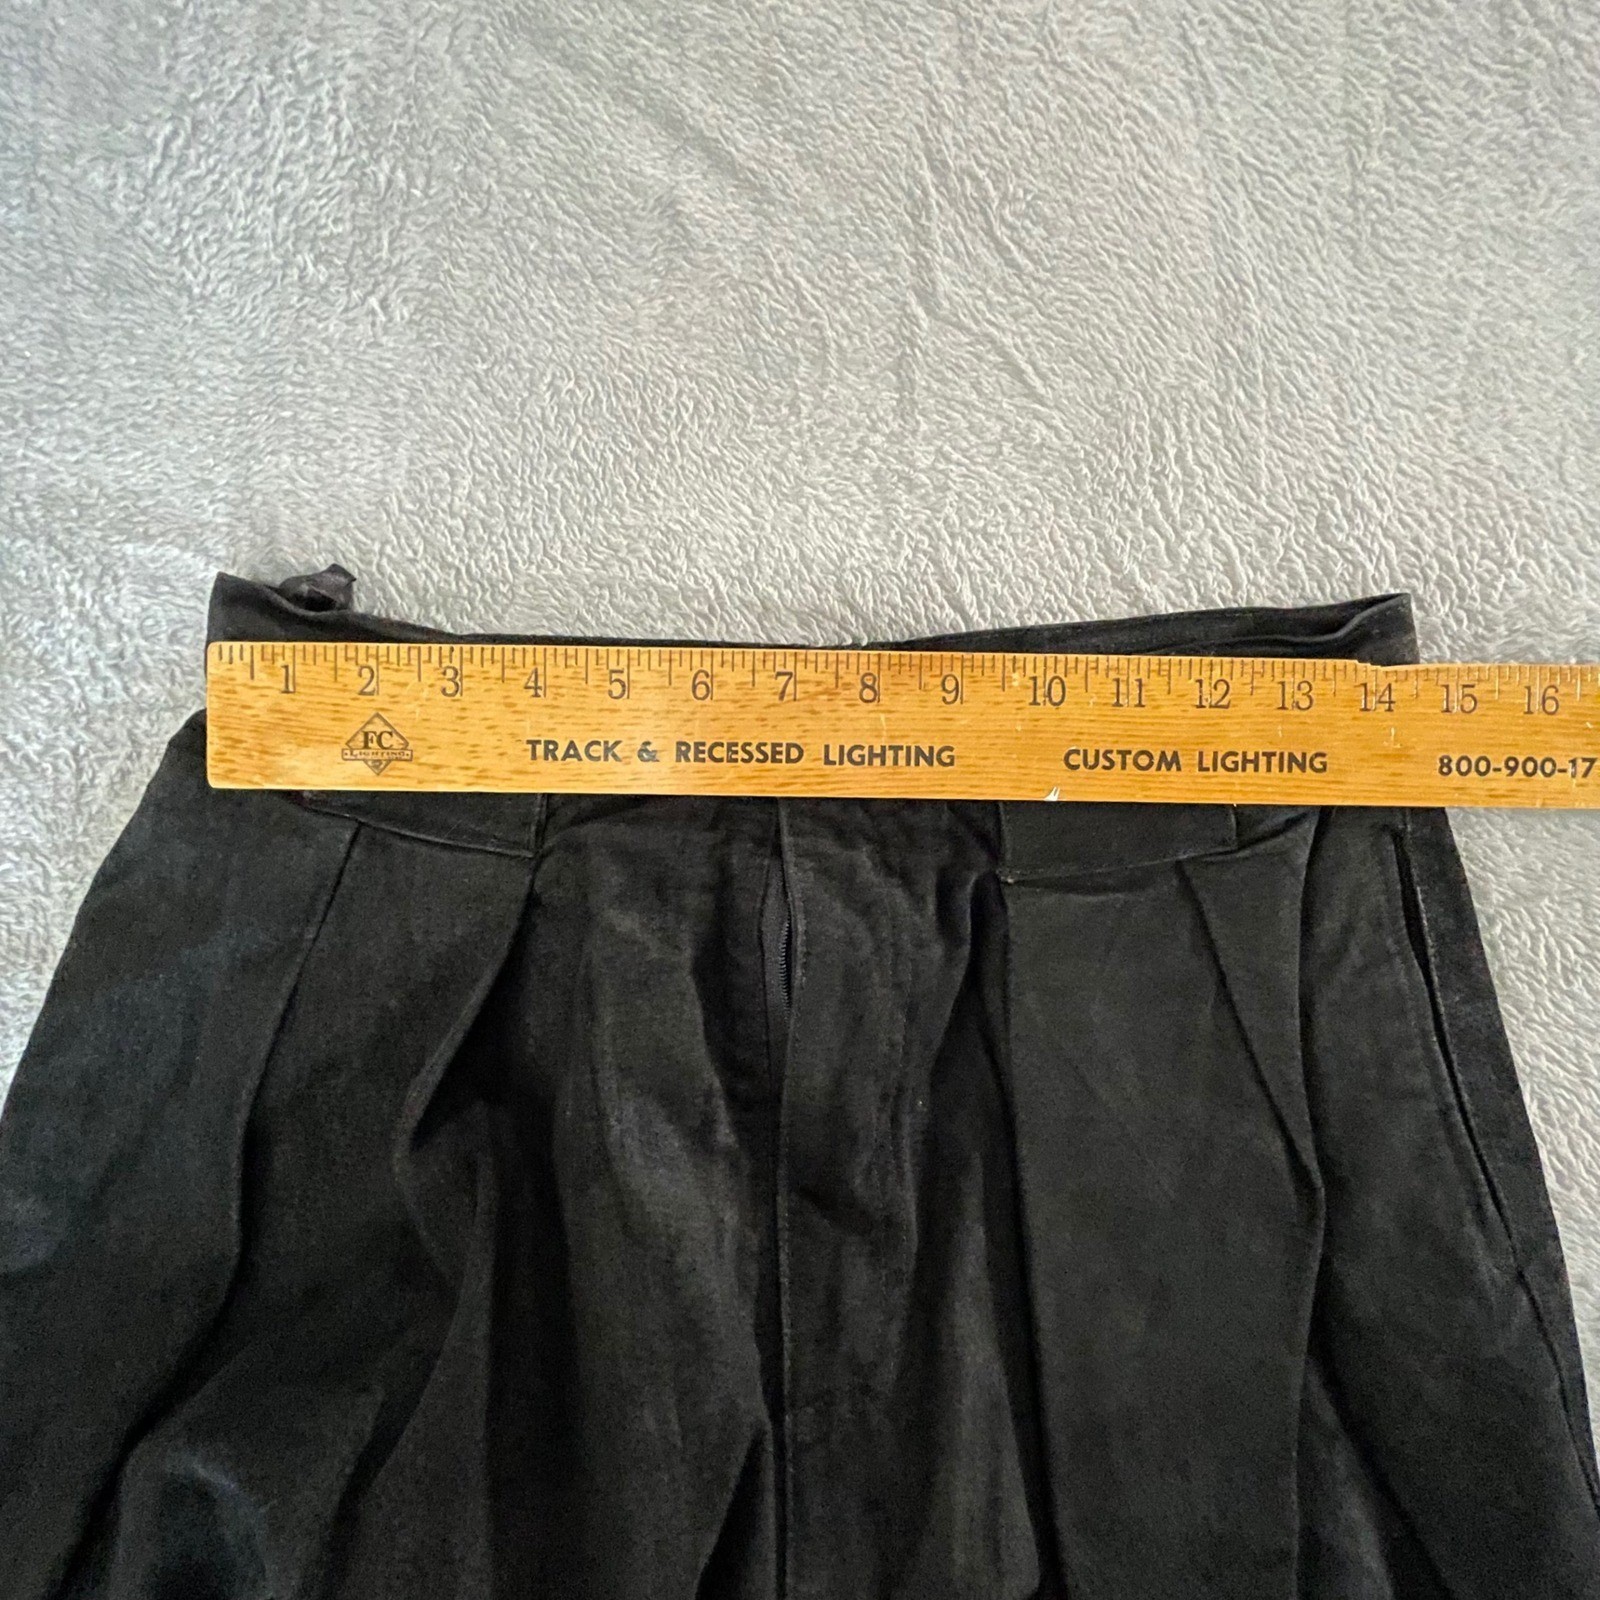 1 2 3 4 5 6 7 8 9 10 11 12 13 14 15 16
FC
LIGHTING
TRACK & RECESSED LIGHTING CUSTOM LIGHTING 800-900-17